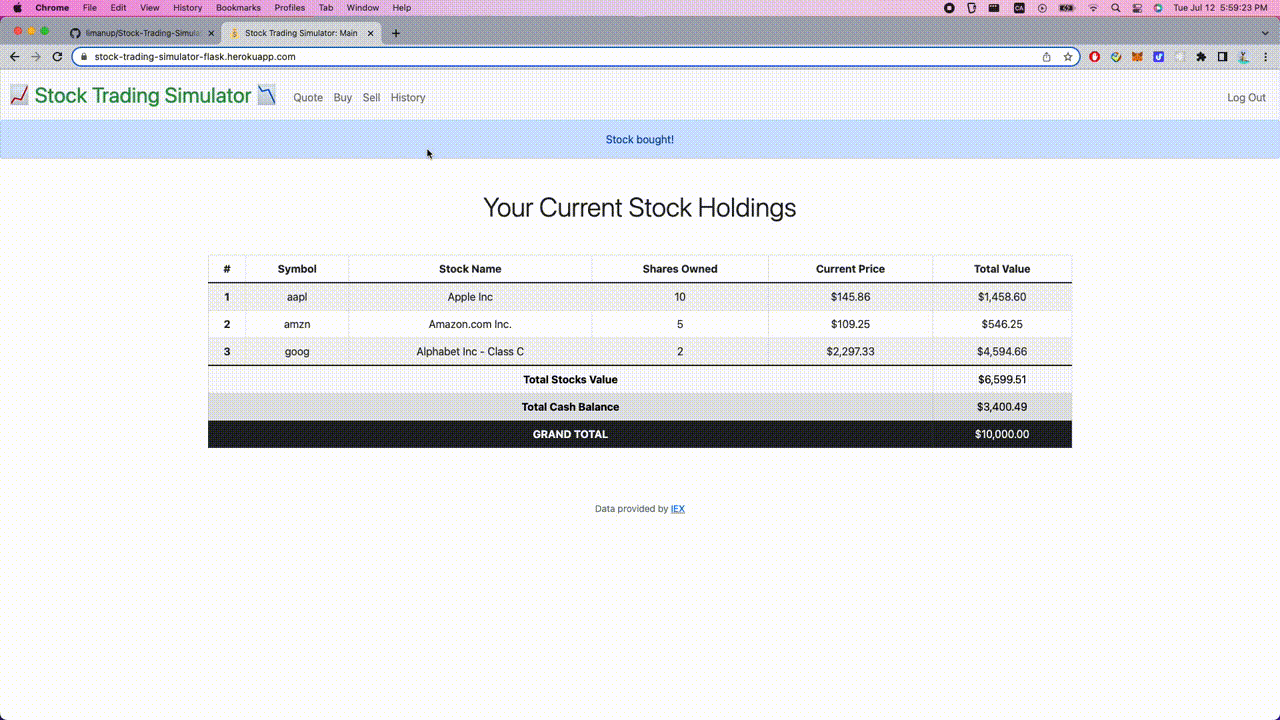 Chrome File Edit View History Bookmarks Profiles Tab Window Help CA Tue Jul 12 5:59:23 PM
limanup/Stock-Trading-Simula Stock Trading Simulator: Main
stock-trading-simulator-flask.herokuapp.com
Stock Trading Simulator Quote Buy Sell History Log Out
Stock bought!
Your Current Stock Holdings
# Symbol Stock Name Shares Owned Current Price Total Value
1 aapl Apple Inc 10 $145.86 $1,458.60
2 amzn Amazon.com Inc. 5 $109.25 $546.25
3 goog Alphabet Inc - Class C 2 $2,297.33 $4,594.66
Total Stocks Value $6,599.51
Total Cash Balance $3,400.49
GRAND TOTAL $10,000.00
Data provided by IEX